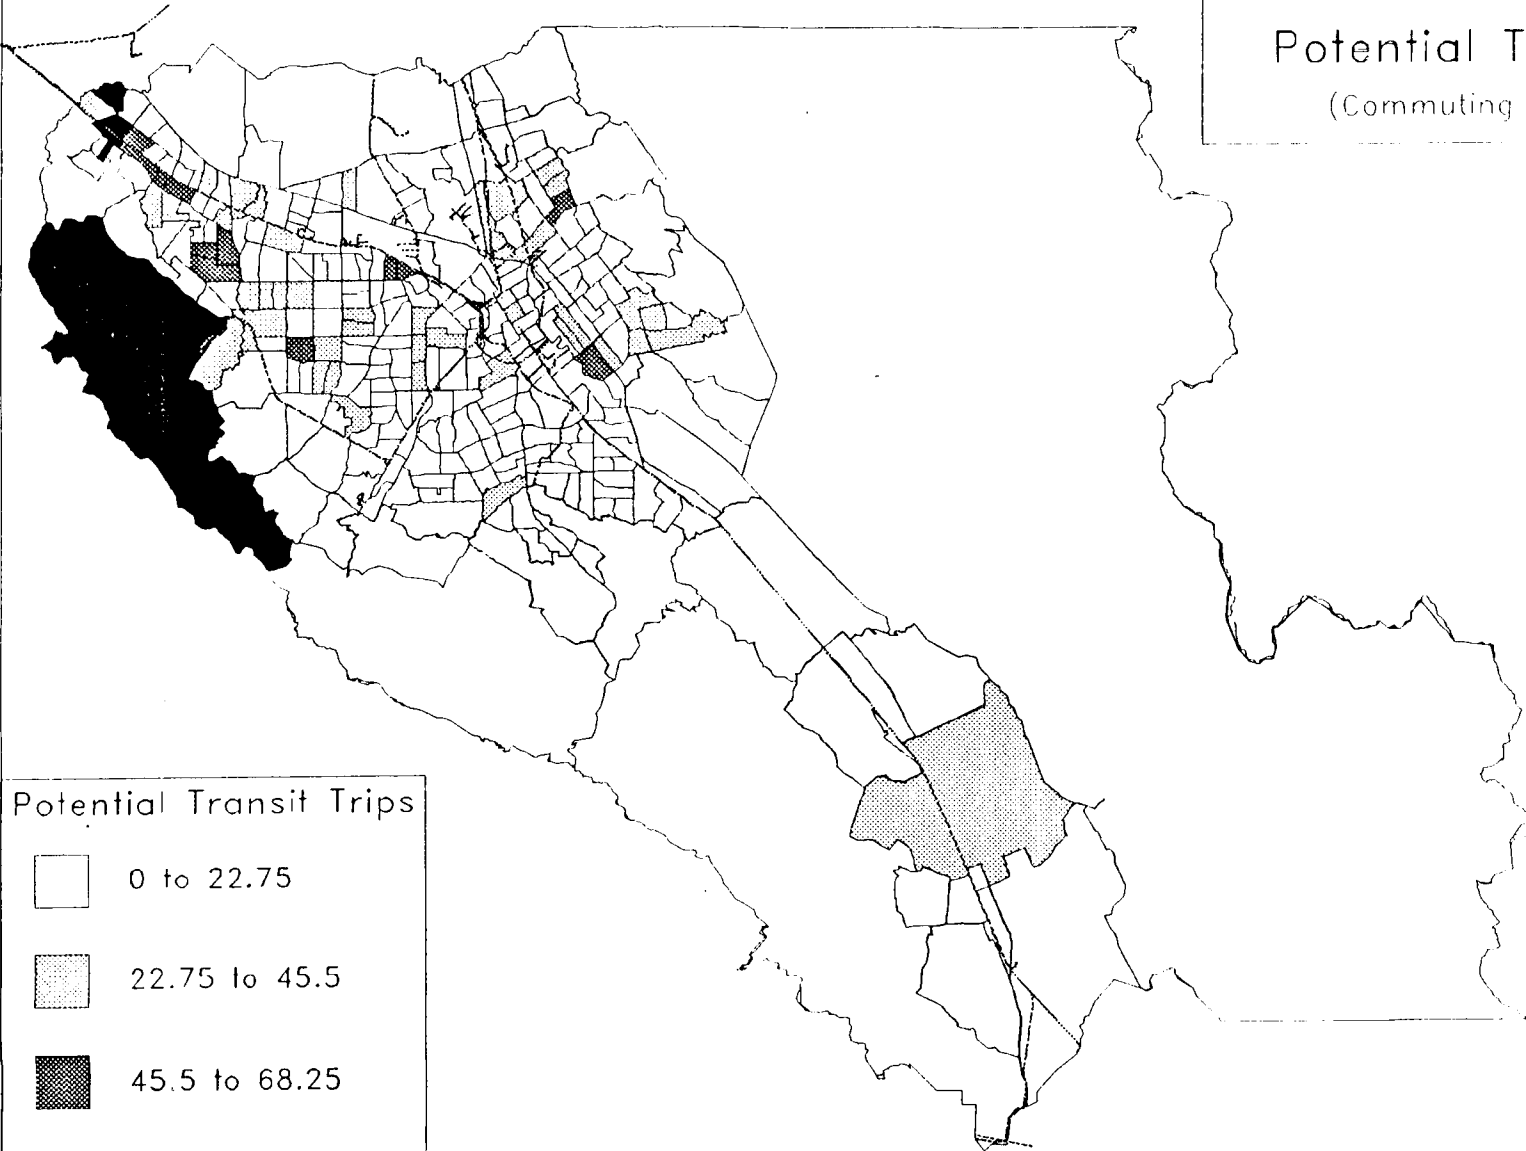 Potential T
(Commuting
Potential Transit Trips
0 to 22.75
22.75 to 45.5
45.5 to 68.25